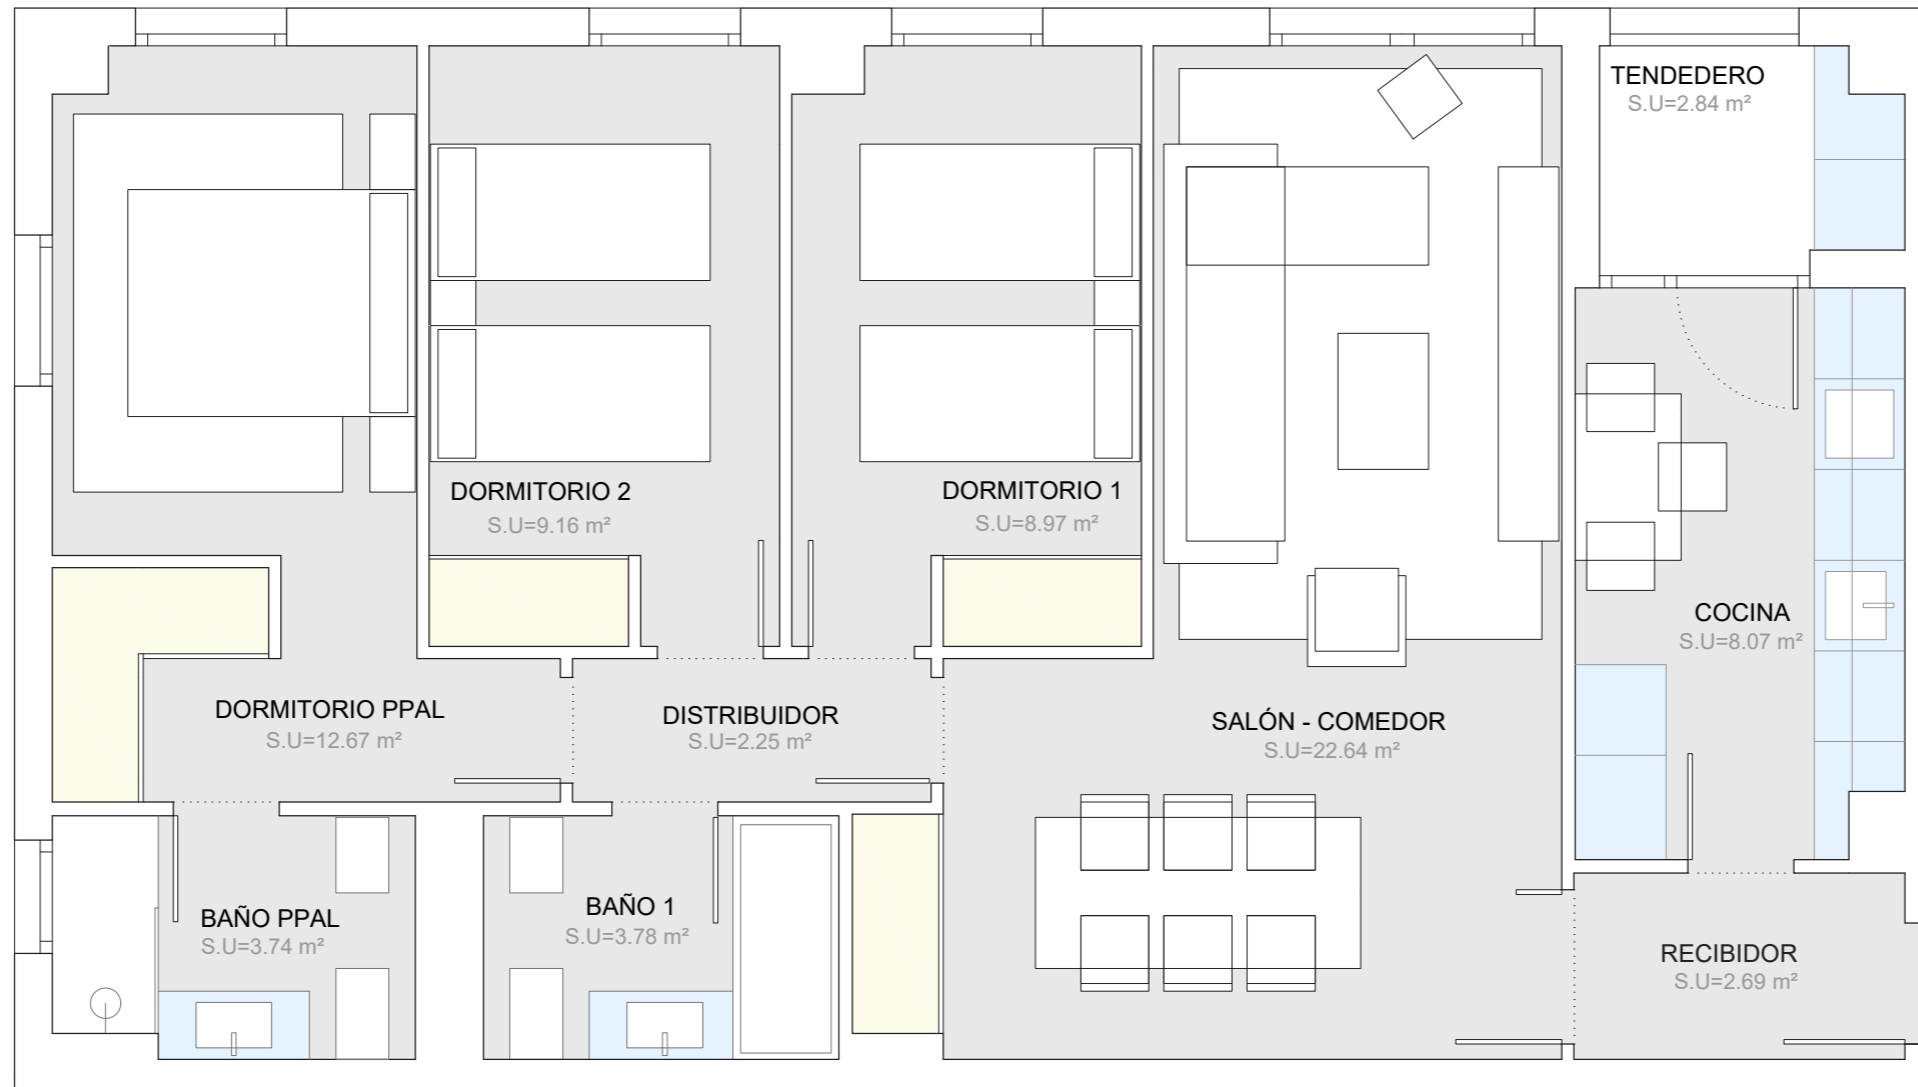 TENDEDERO
S.U=2.84 m²
DORMITORIO 2
S.U=9.16 m²
DORMITORIO 1
S.U=8.97 m²
COCINA
S.U=8.07 m²
DORMITORIO PPAL
S.U=12.67 m²
DISTRIBUIDOR
S.U=2.25 m²
SALÓN - COMEDOR
S.U=22.64 m²
BAÑO PPAL
S.U=3.74 m²
BAÑO 1
S.U=3.78 m²
RECIBIDOR
S.U=2.69 m²